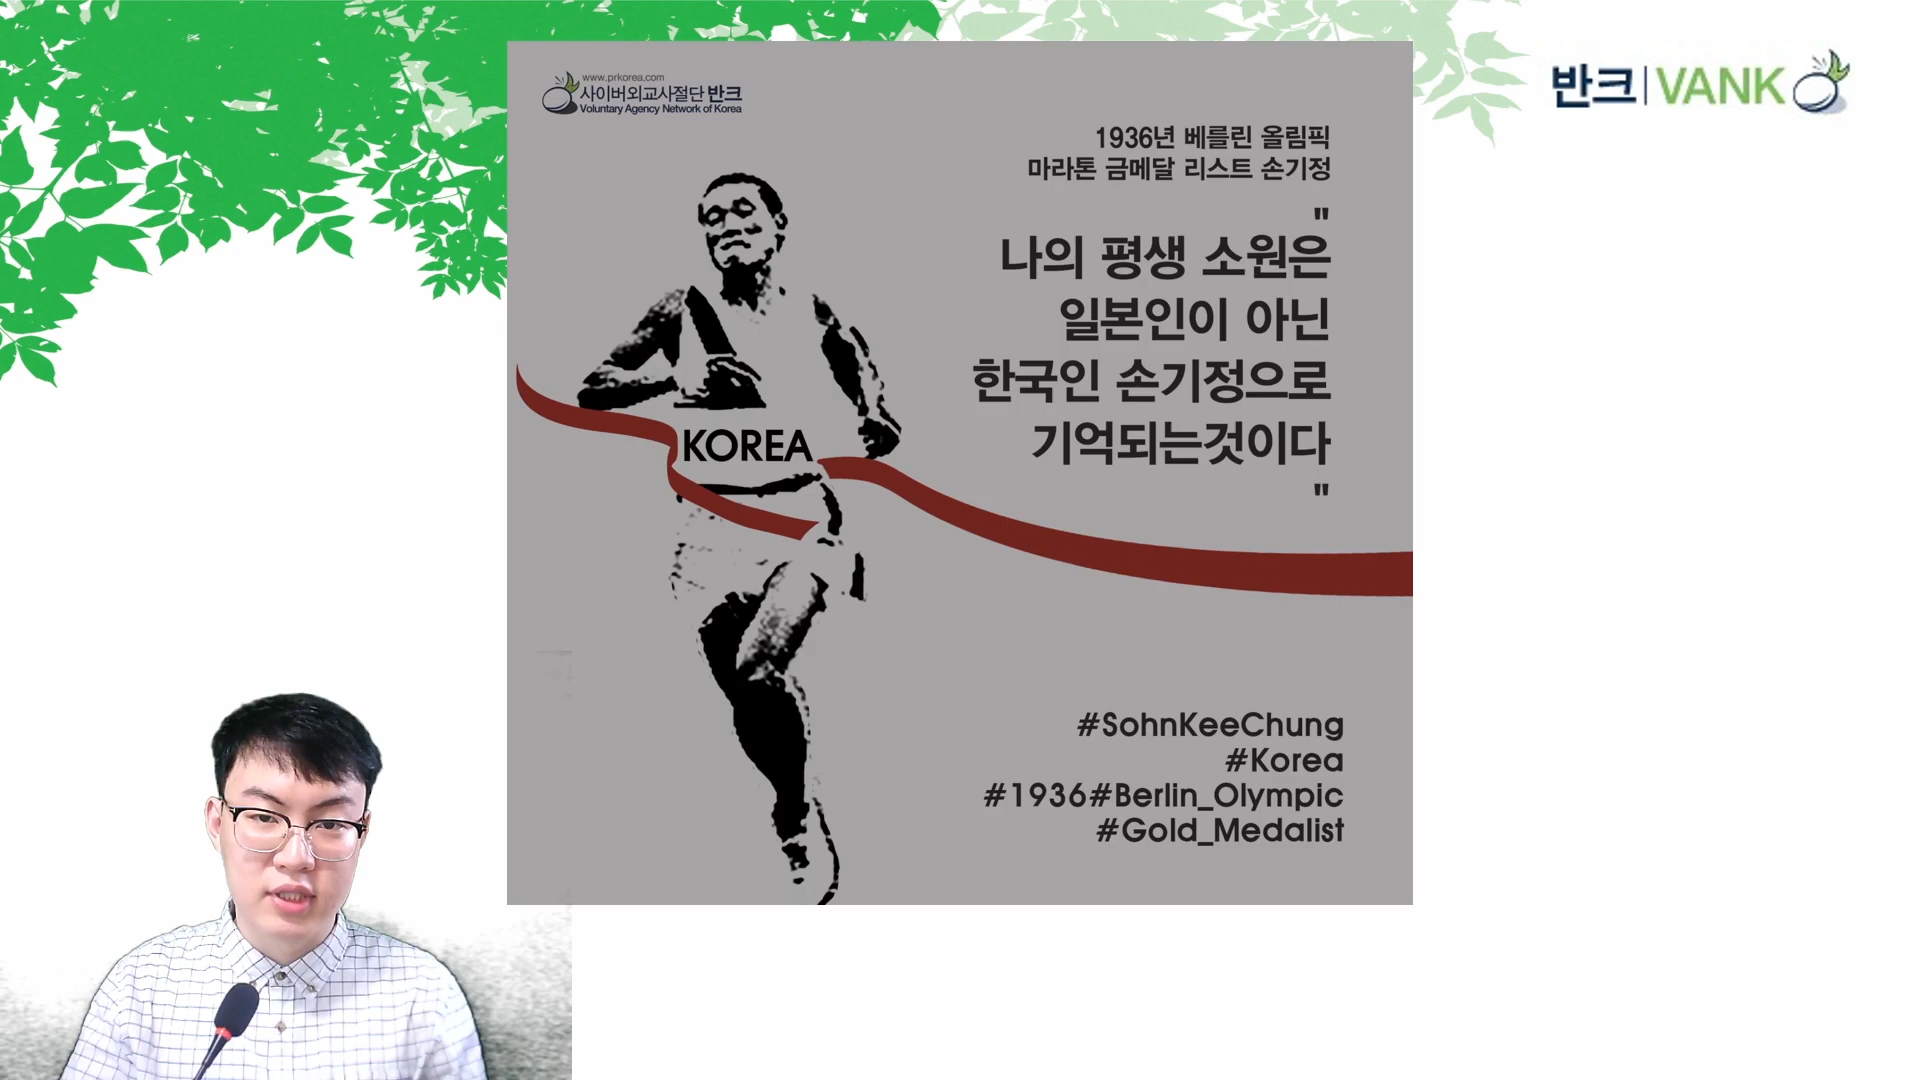 www.prkorea.com
사이버외교사절단 반크
Voluntary Agency Network of Korea
반크 | VANK
1936년 베를린 올림픽
마라톤 금메달 리스트 손기정
"
나의 평생 소원은
일본인이 아닌
한국인 손기정으로
기억되는것이다
"
KOREA
#SohnKeeChung
#Korea
#1936#Berlin_Olympic
#Gold_Medalist